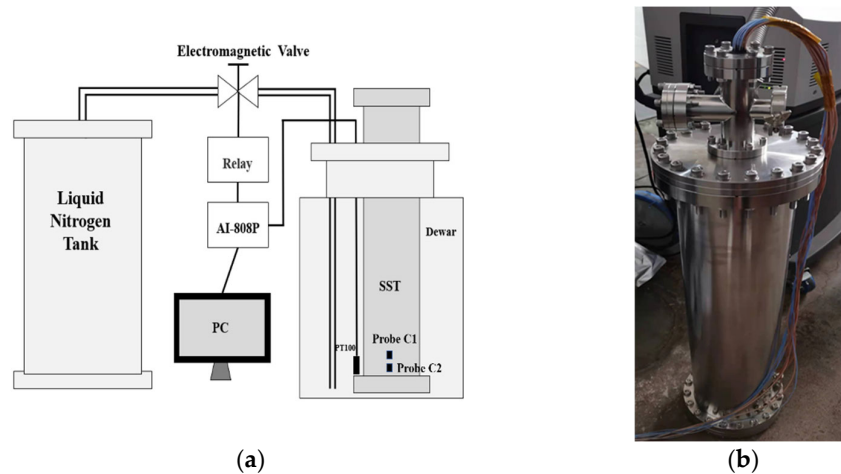 Electromagnetic Valve
Liquid
Nitrogen
Tank
Relay
AI-808P
PC
Dewar
SST
PT100
Probe C1
Probe C2
(a)
(b)